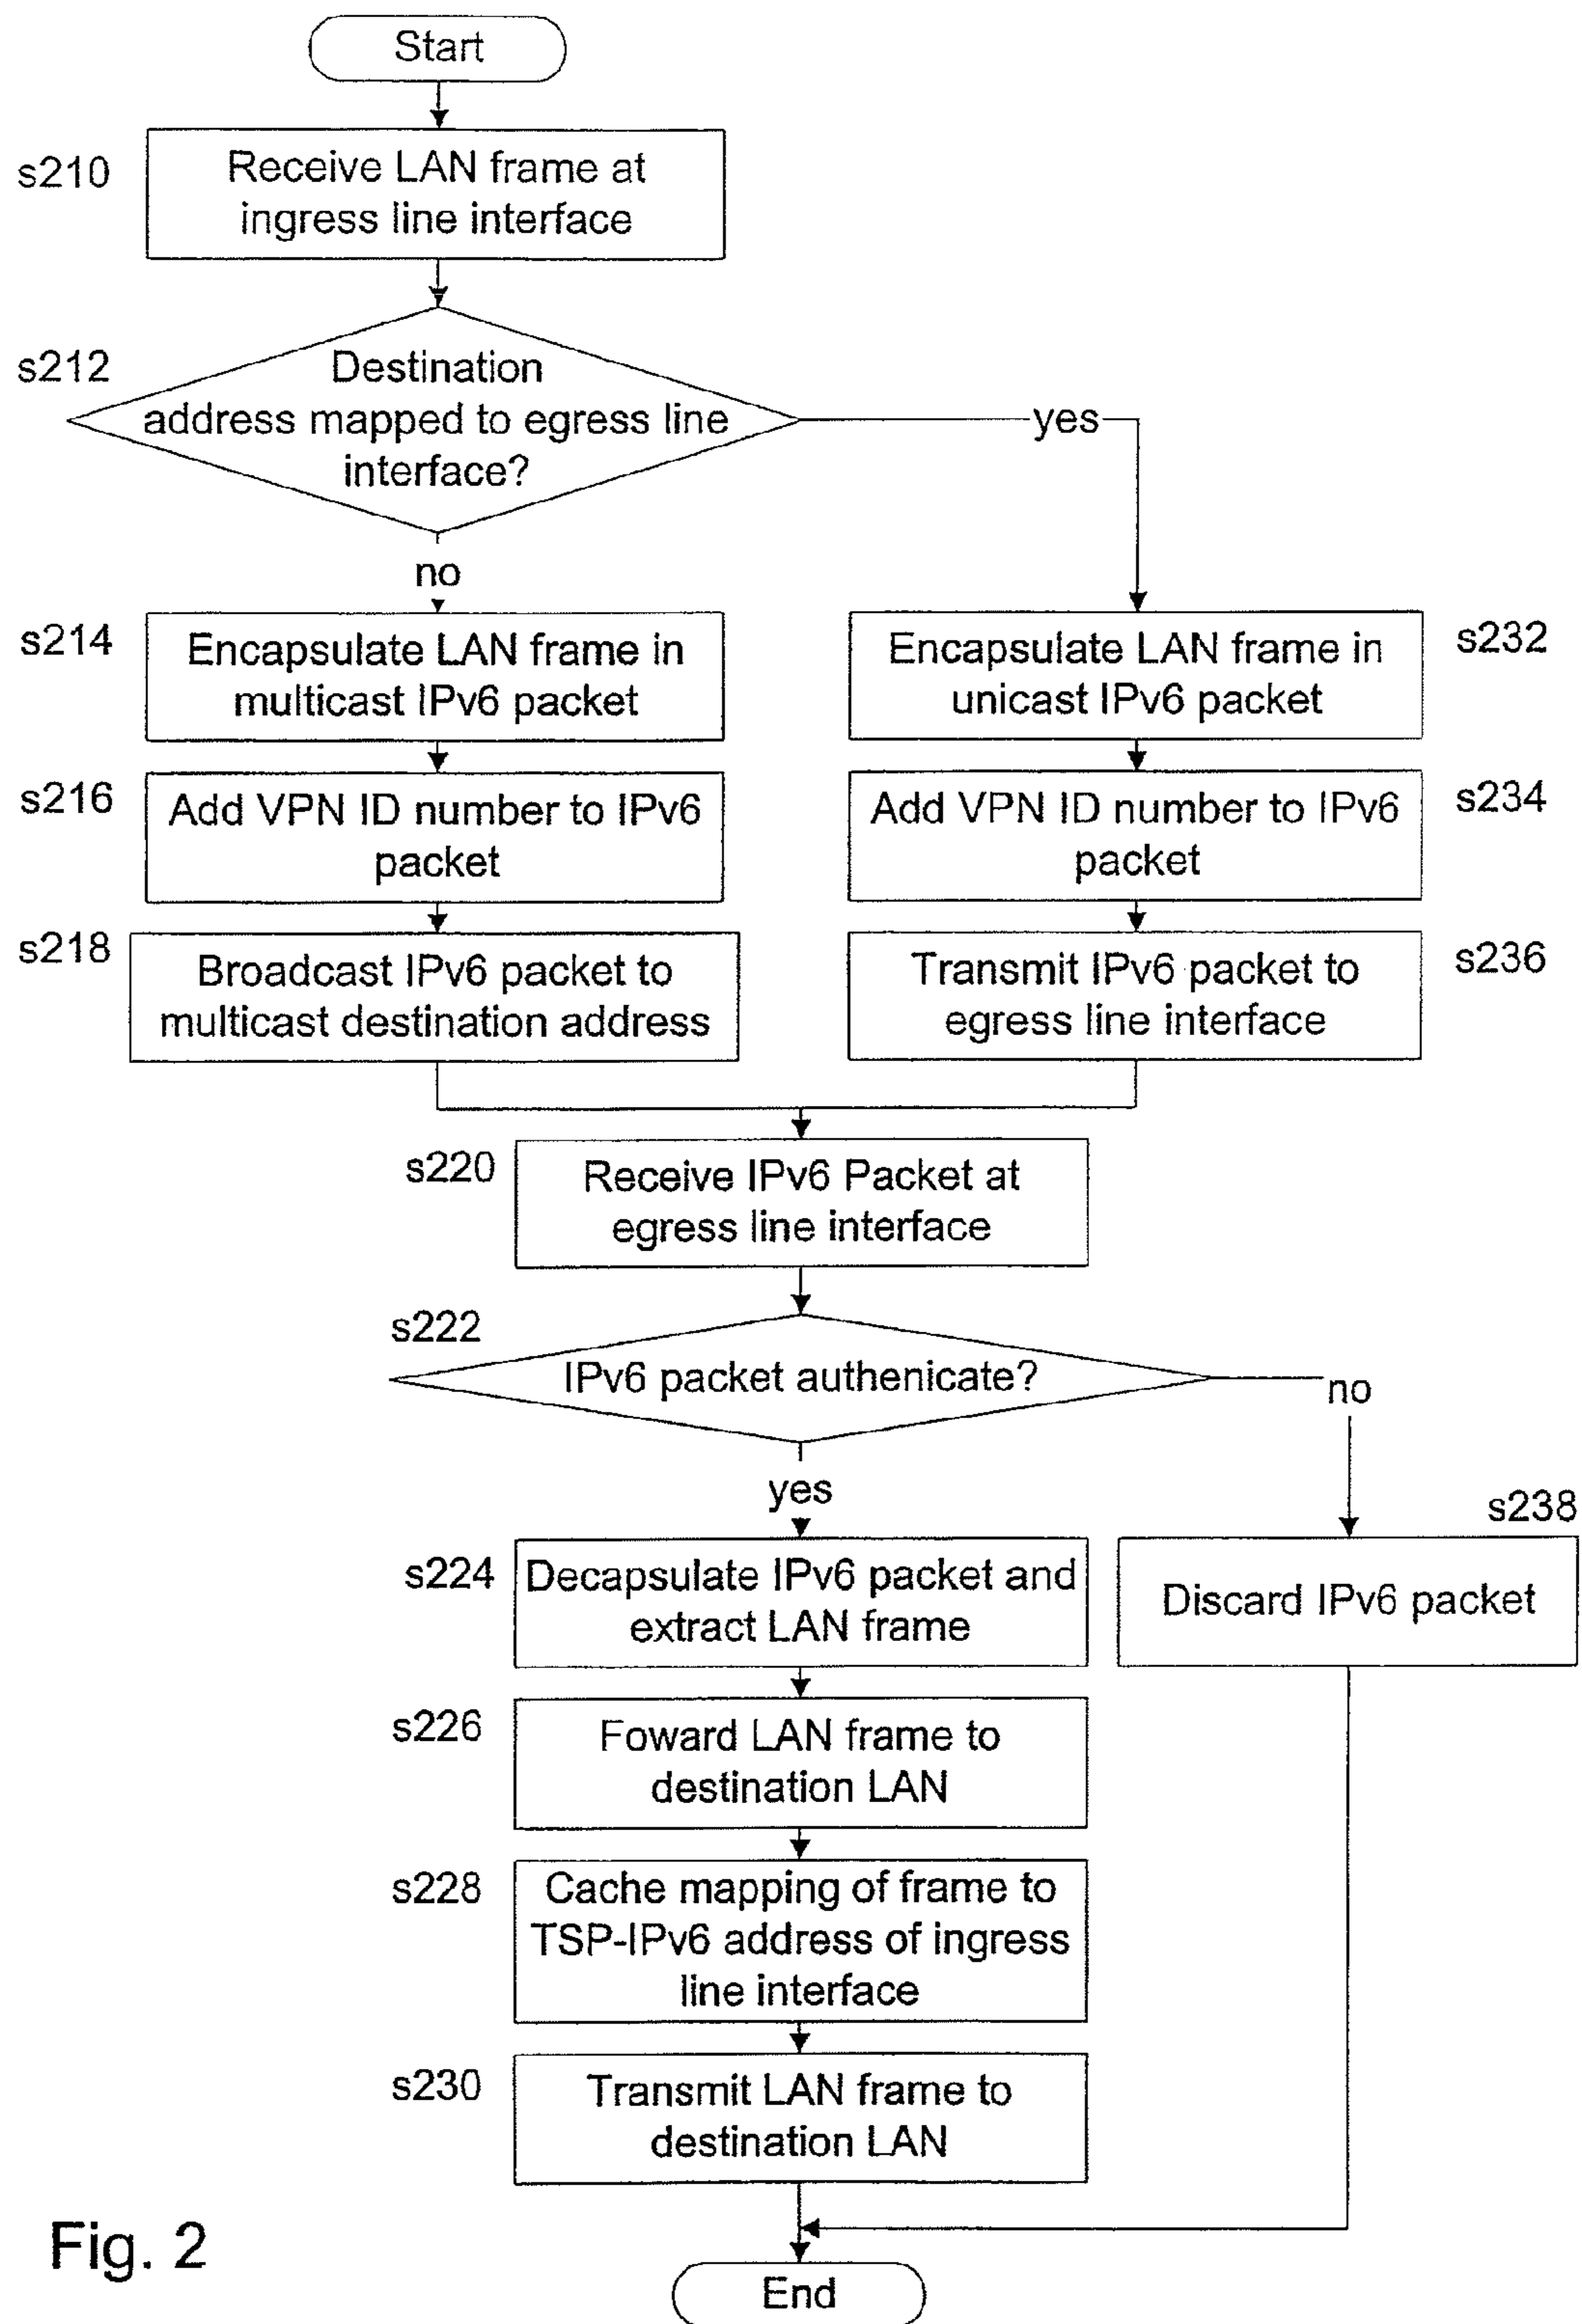 Start
s210
Receive LAN frame at
ingress line interface
s212
Destination
address mapped to egress line
interface?
yes
no
s214
Encapsulate LAN frame in
multicast IPv6 packet
Encapsulate LAN frame in
unicast IPv6 packet
s232
s216
Add VPN ID number to IPv6
packet
Add VPN ID number to IPv6
packet
s234
s218
Broadcast IPv6 packet to
multicast destination address
Transmit IPv6 packet to
egress line interface
s236
s220
Receive IPv6 Packet at
egress line interface
s222
IPv6 packet authenicate?
no
yes
s238
s224
Decapsulate IPv6 packet and
extract LAN frame
Discard IPv6 packet
s226
Foward LAN frame to
destination LAN
s228
Cache mapping of frame to
TSP-IPv6 address of ingress
line interface
s230
Transmit LAN frame to
destination LAN
Fig. 2
End